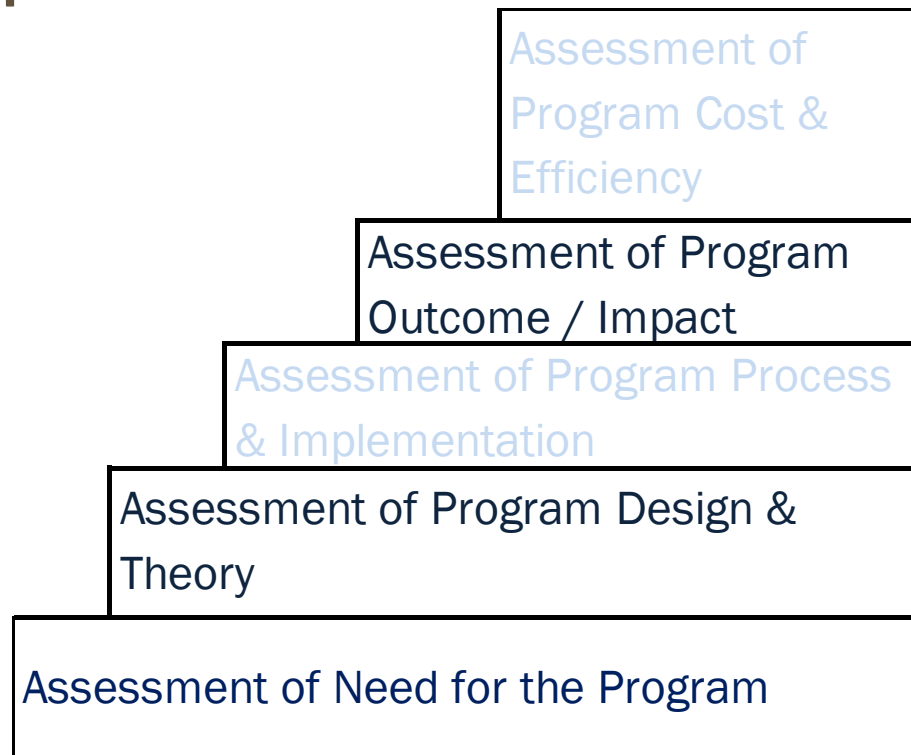 Assessment of
Program Cost &
Efficiency
Assessment of Program
Outcome / Impact
Assessment of Program Process
& Implementation
Assessment of Program Design &
Theory
Assessment of Need for the Program